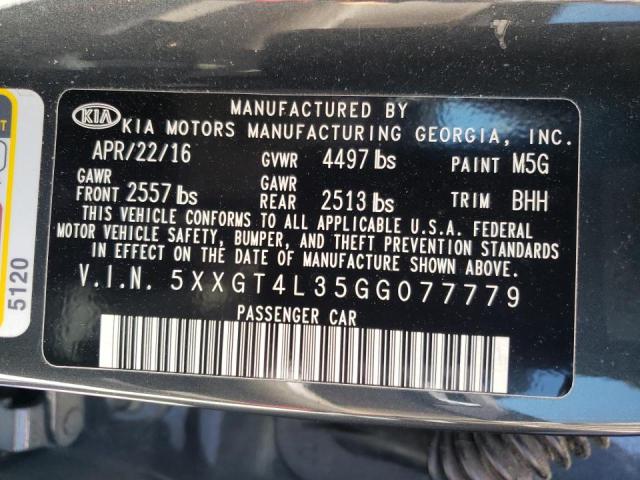 KIA
MANUFACTURED BY
KIA MOTORS MANUFACTURING GEORGIA, INC.
APR/22/16 GVWR 4497 lbs PAINT M5G
GAWR FRONT 2557 lbs GAWR REAR 2513 lbs TRIM BHH
THIS VEHICLE CONFORMS TO ALL APPLICABLE U.S.A. FEDERAL
MOTOR VEHICLE SAFETY, BUMPER, AND THEFT PREVENTION STANDARDS
IN EFFECT ON THE DATE OF MANUFACTURE SHOWN ABOVE.
V.I.N. 5XXGT4L35GG077779
PASSENGER CAR
5120